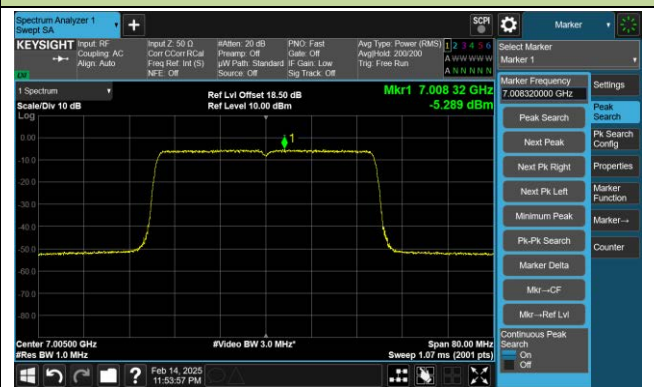 Spectrum Analyzer 1
Swept SA
SCPI
Marker
KEYSIGHT
Input: RF
Coupling: AC
Align: Auto
Input Z: 50 Ω
Corr CCorr RCal
Freq Ref: Int (S)
NFE: Off
#Atten: 20 dB
Preamp: Off
µW Path: Standard
Source: Off
PNO: Fast
Gate: Off
IF Gain: Low
Sig Track: Off
Avg Type: Power (RMS)
Avg|Hold: 200/200
Trig: Free Run
1 2 3 4 5 6
A W W W W W
A N N N N N
Select Marker
Marker 1
1 Spectrum
Scale/Div 10 dB
Log
Ref Lvl Offset 18.50 dB
Ref Level 10.00 dBm
Mkr1 7.008 32 GHz
-5.289 dBm
0.00
-10.0
-20.0
-30.0
-40.0
-50.0
-60.0
-70.0
-80.0
1
Center 7.00500 GHz
#Res BW 1.0 MHz
#Video BW 3.0 MHz*
Span 80.00 MHz
Sweep 1.07 ms (2001 pts)
Marker Frequency
7.008320000 GHz
Peak Search
Next Peak
Next Pk Right
Next Pk Left
Minimum Peak
Pk-Pk Search
Marker Delta
Mkr→CF
Mkr→Ref Lvl
Continuous Peak
Search
On
Off
Settings
Peak
Search
Pk Search
Config
Properties
Marker
Function
Marker→
Counter
?
Feb 14, 2025
11:53:57 PM